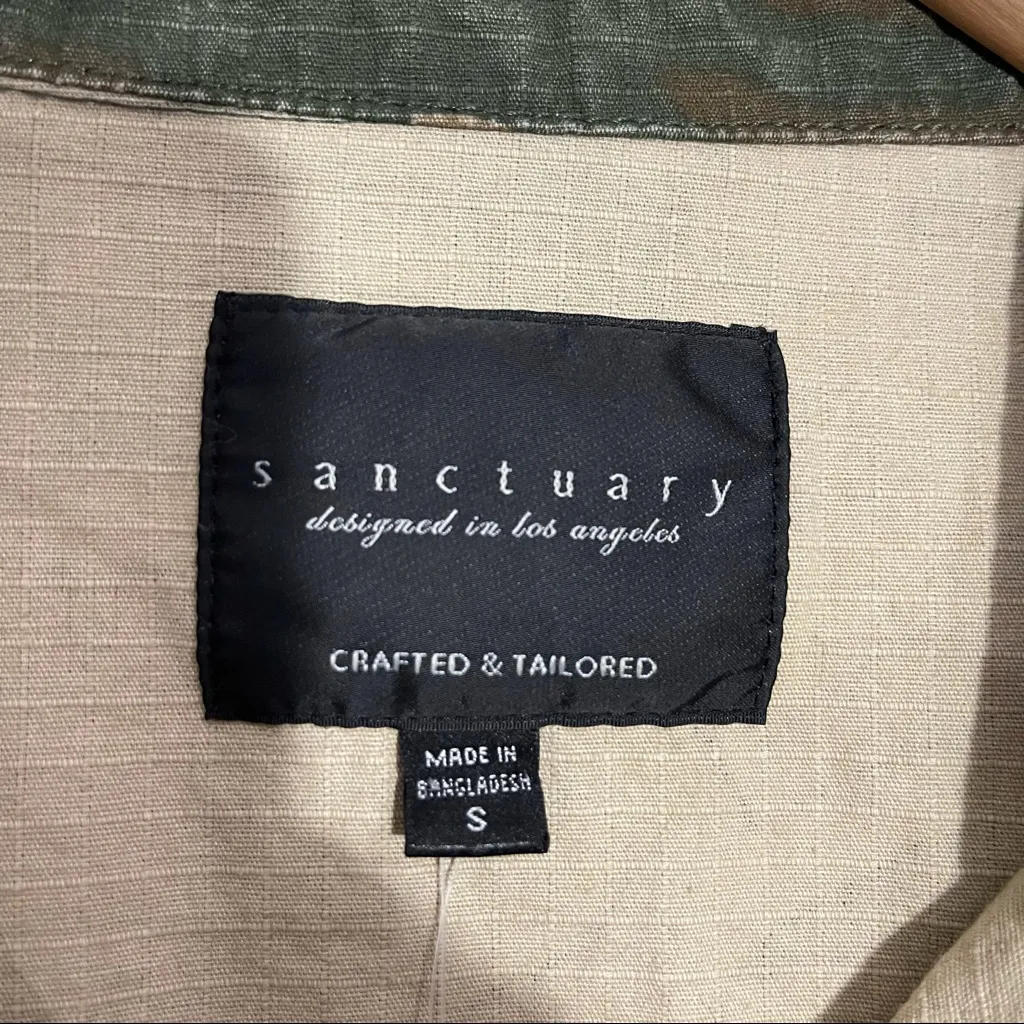 sanctuary
designed in los angeles
CRAFTED & TAILORED
MADE IN
BANGLADESH
S